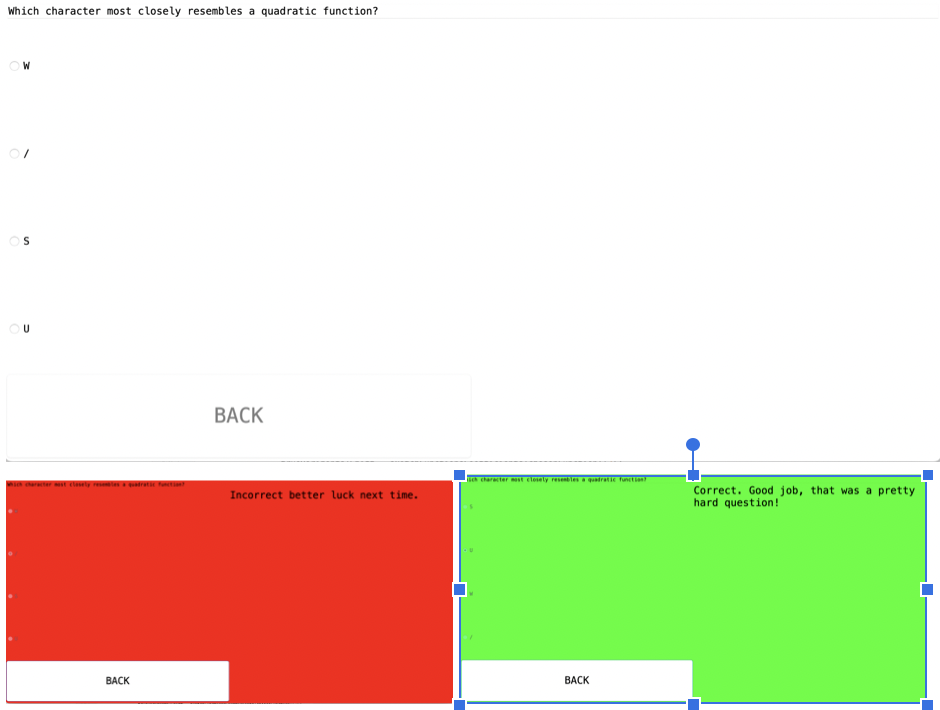 Which character most closely resembles a quadratic function?
W
/
S
U
BACK
Which character most closely resembles a quadratic function?
Incorrect better luck next time.
BACK
ich character most closely resembles a quadratic function?
Correct. Good job, that was a pretty
hard question!
S
U
W
/
BACK